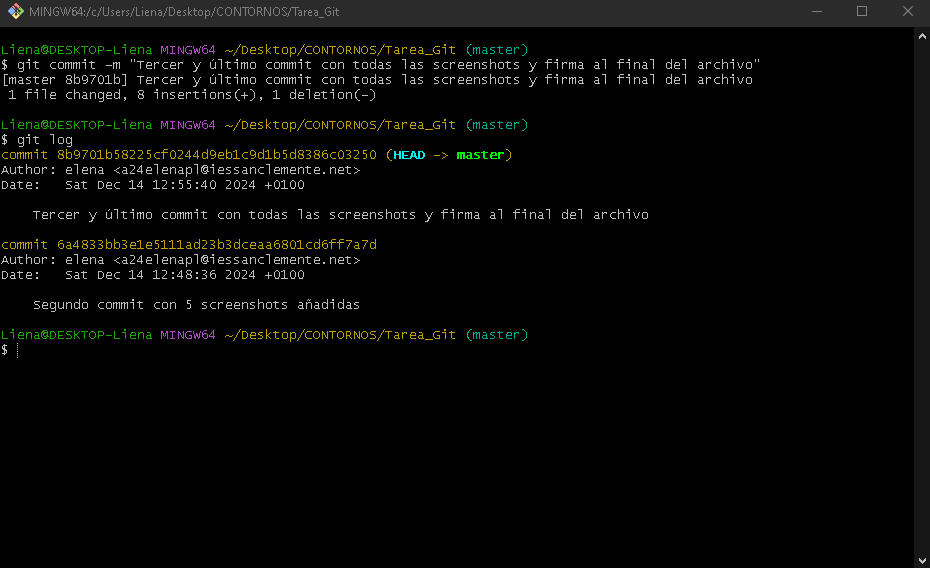 MINGW64:/c/Users/Liena/Desktop/CONTORNOS/Tarea_Git
Liena@DESKTOP-Liena MINGW64 ~/Desktop/CONTORNOS/Tarea_Git (master)
$ git commit -m "Tercer y último commit con todas las screenshots y firma al final del archivo"
[master 8b9701b] Tercer y último commit con todas las screenshots y firma al final del archivo
1 file changed, 8 insertions(+), 1 deletion(-)
Liena@DESKTOP-Liena MINGW64 ~/Desktop/CONTORNOS/Tarea_Git (master)
$ git log
commit 8b9701b58225cf0244d9eb1c9d1b5d8386c03250 (HEAD -> master)
Author: elena <a24elenapl@iessanclemente.net>
Date:   Sat Dec 14 12:55:40 2024 +0100
Tercer y último commit con todas las screenshots y firma al final del archivo
commit 6a4833bb3e1e5111ad23b3dceaa6801cd6ff7a7d
Author: elena <a24elenapl@iessanclemente.net>
Date:   Sat Dec 14 12:48:36 2024 +0100
Segundo commit con 5 screenshots añadidas
Liena@DESKTOP-Liena MINGW64 ~/Desktop/CONTORNOS/Tarea_Git (master)
$